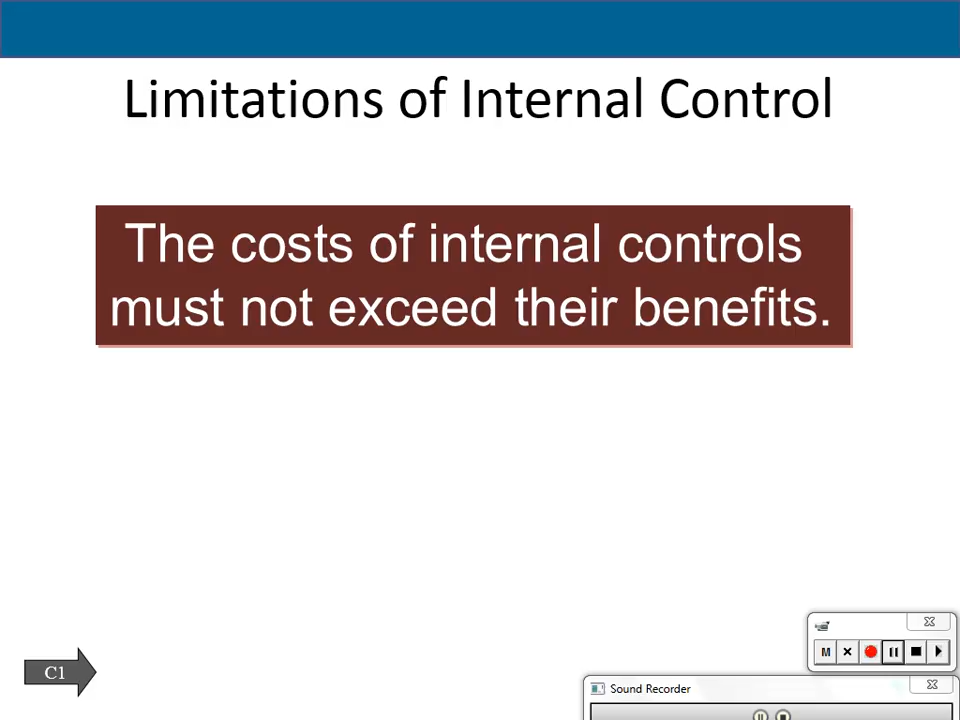 Limitations of Internal Control
The costs of internal controls
must not exceed their benefits.
C1
M
Sound Recorder